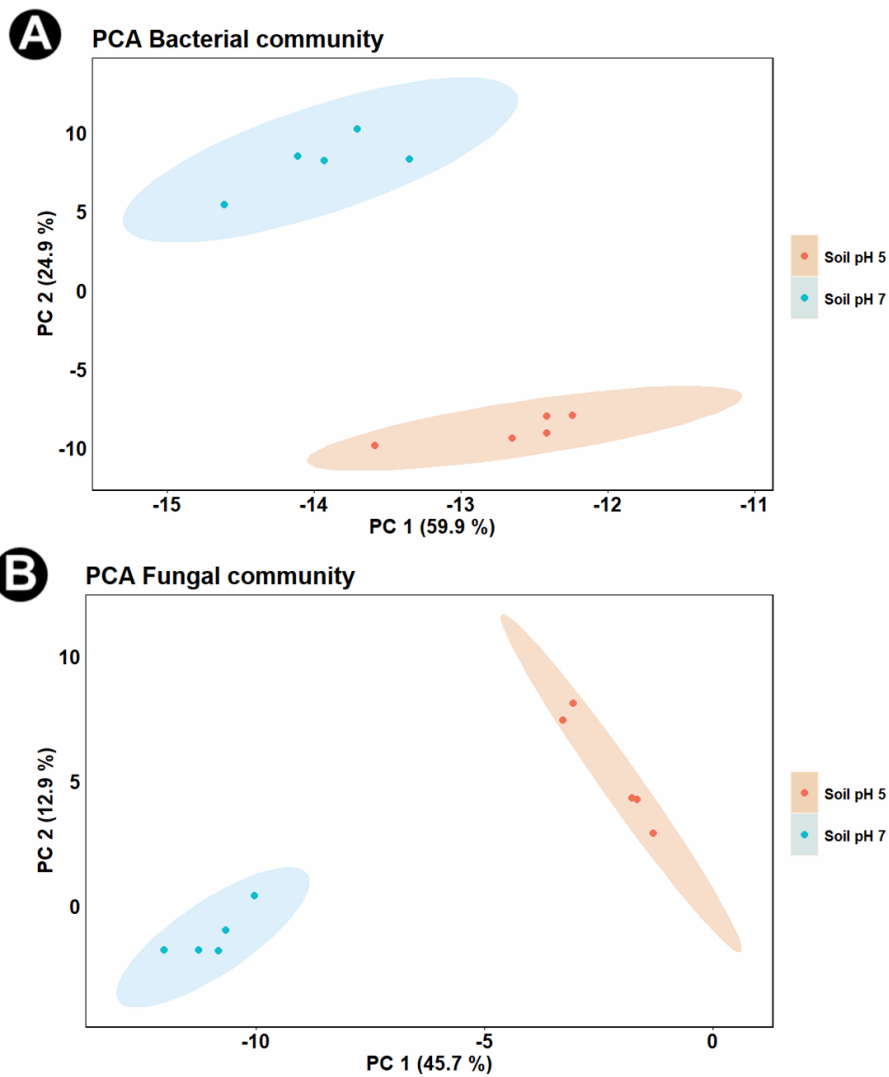 A
PCA Bacterial community
10
5
0
-5
-10
PC 2 (24.9 %)
-15
-14
-13
-12
-11
PC 1 (59.9 %)
Soil pH 5
Soil pH 7
B
PCA Fungal community
10
5
0
PC 2 (12.9 %)
-10
-5
0
PC 1 (45.7 %)
Soil pH 5
Soil pH 7